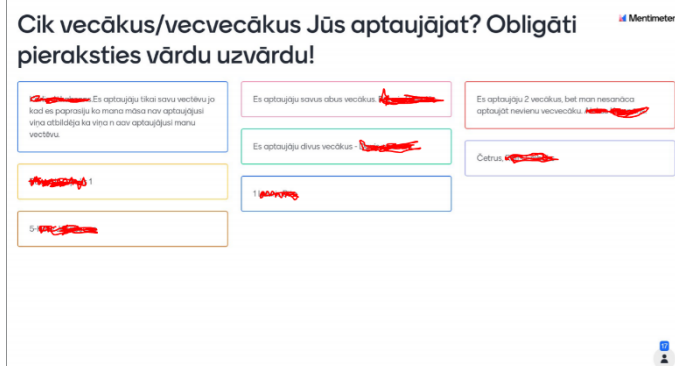 Cik vecākus/vecvecākus Jūs aptaujājat? Obligāti
pieraksties vārdu uzvārdu!
Mentimeter
Es aptaujāju tikai savu vectēvu jo
kad es paprasiju ko mana māsa nav aptaujājusi
viņa atbildēja ka viņa n aav aptaujājusi manu
vectēvu.
1
5-
Es aptaujāju savus abus vecākus.
Es aptaujāju divus vecākus -
1
Es aptaujāju 2 vecākus, bet man nesanāca
aptaujāt nevienu vecvecāku.
Četrus,
17